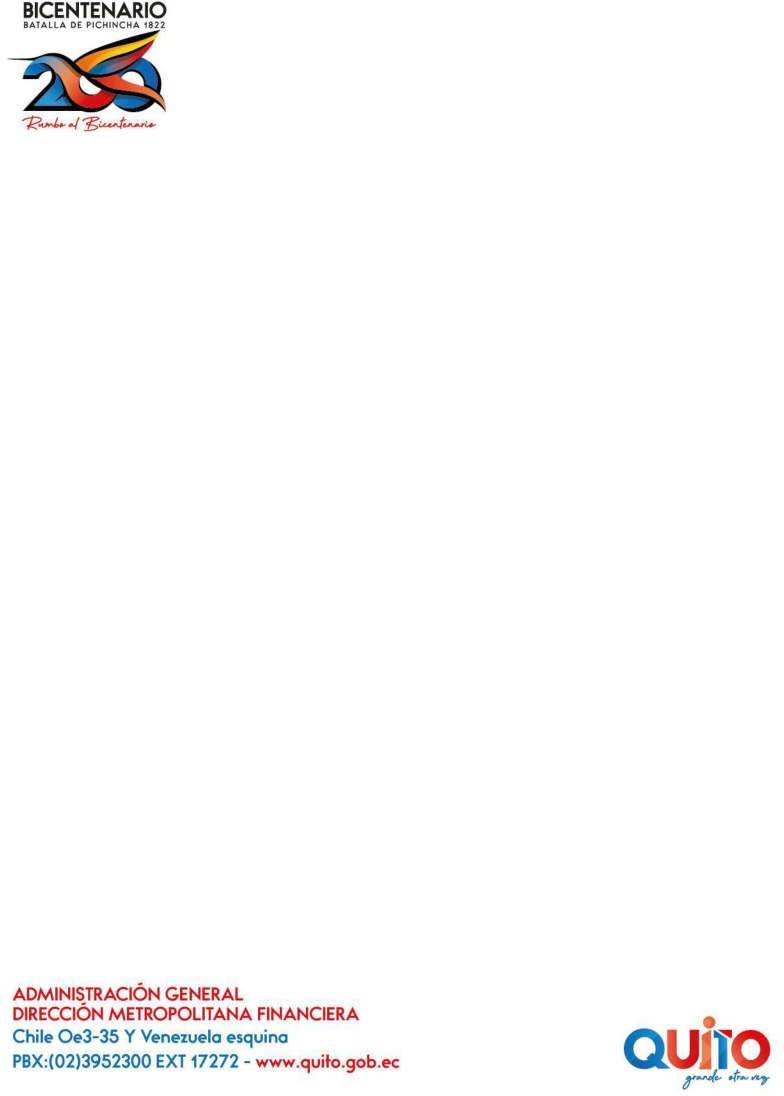 BICENTENARIO
BATALLA DE PICHINCHA 1822
200
Rumbo al Bicentenario
ADMINISTRACIÓN GENERAL
DIRECCIÓN METROPOLITANA FINANCIERA
Chile Oe3-35 Y Venezuela esquina
PBX:(02)3952300 EXT 17272 - www.quito.gob.ec
QUITO
grande otra vez